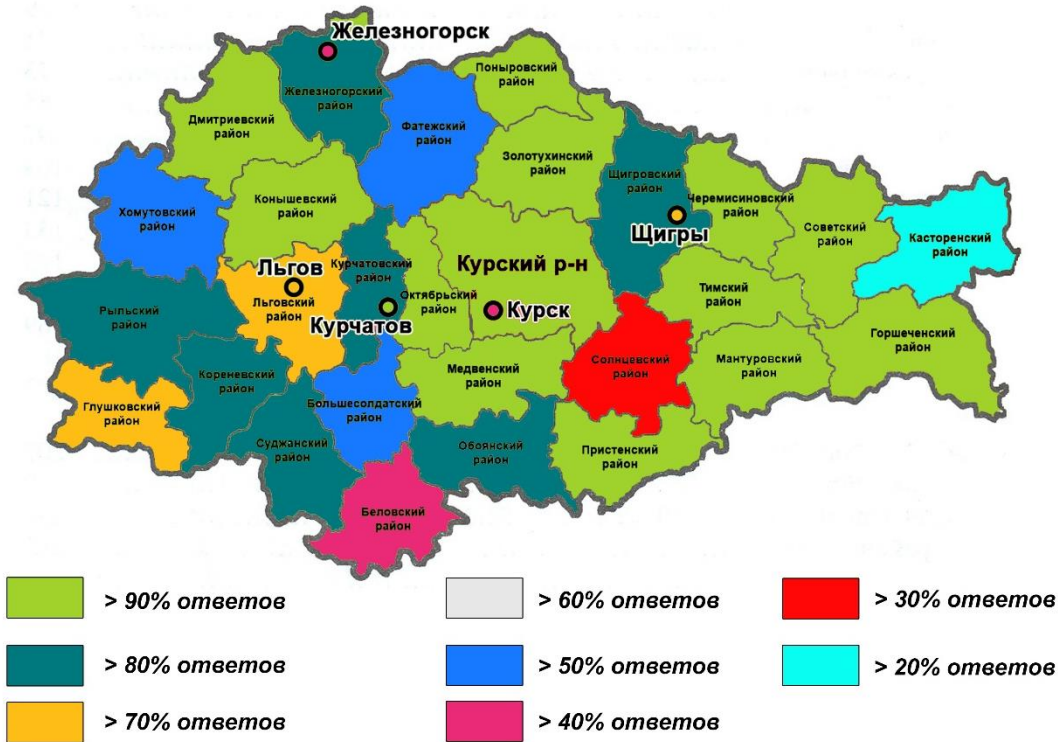 Железногорск
Железногорский
район
Поныровский
район
Дмитриевский
район
Фатежский
район
Золотухинский
район
Щигровский
район
Черемисиновский
район
Хомутовский
район
Конышевский
район
Советский
район
Касторенский
район
Щигры
Льгов
Льговский
район
Курчатовский
район
Курский р-н
Тимский
район
Рыльский
район
Октябрьский
район
Курчатов
Курск
Горшеченский
район
Кореневский
район
Медвенский
район
Солнцевский
район
Мантуровский
район
Глушковский
район
Большесолдатский
район
Суджанский
район
Обоянский
район
Пристенский
район
Беловский
район
> 90% ответов
> 60% ответов
> 30% ответов
> 80% ответов
> 50% ответов
> 20% ответов
> 70% ответов
> 40% ответов